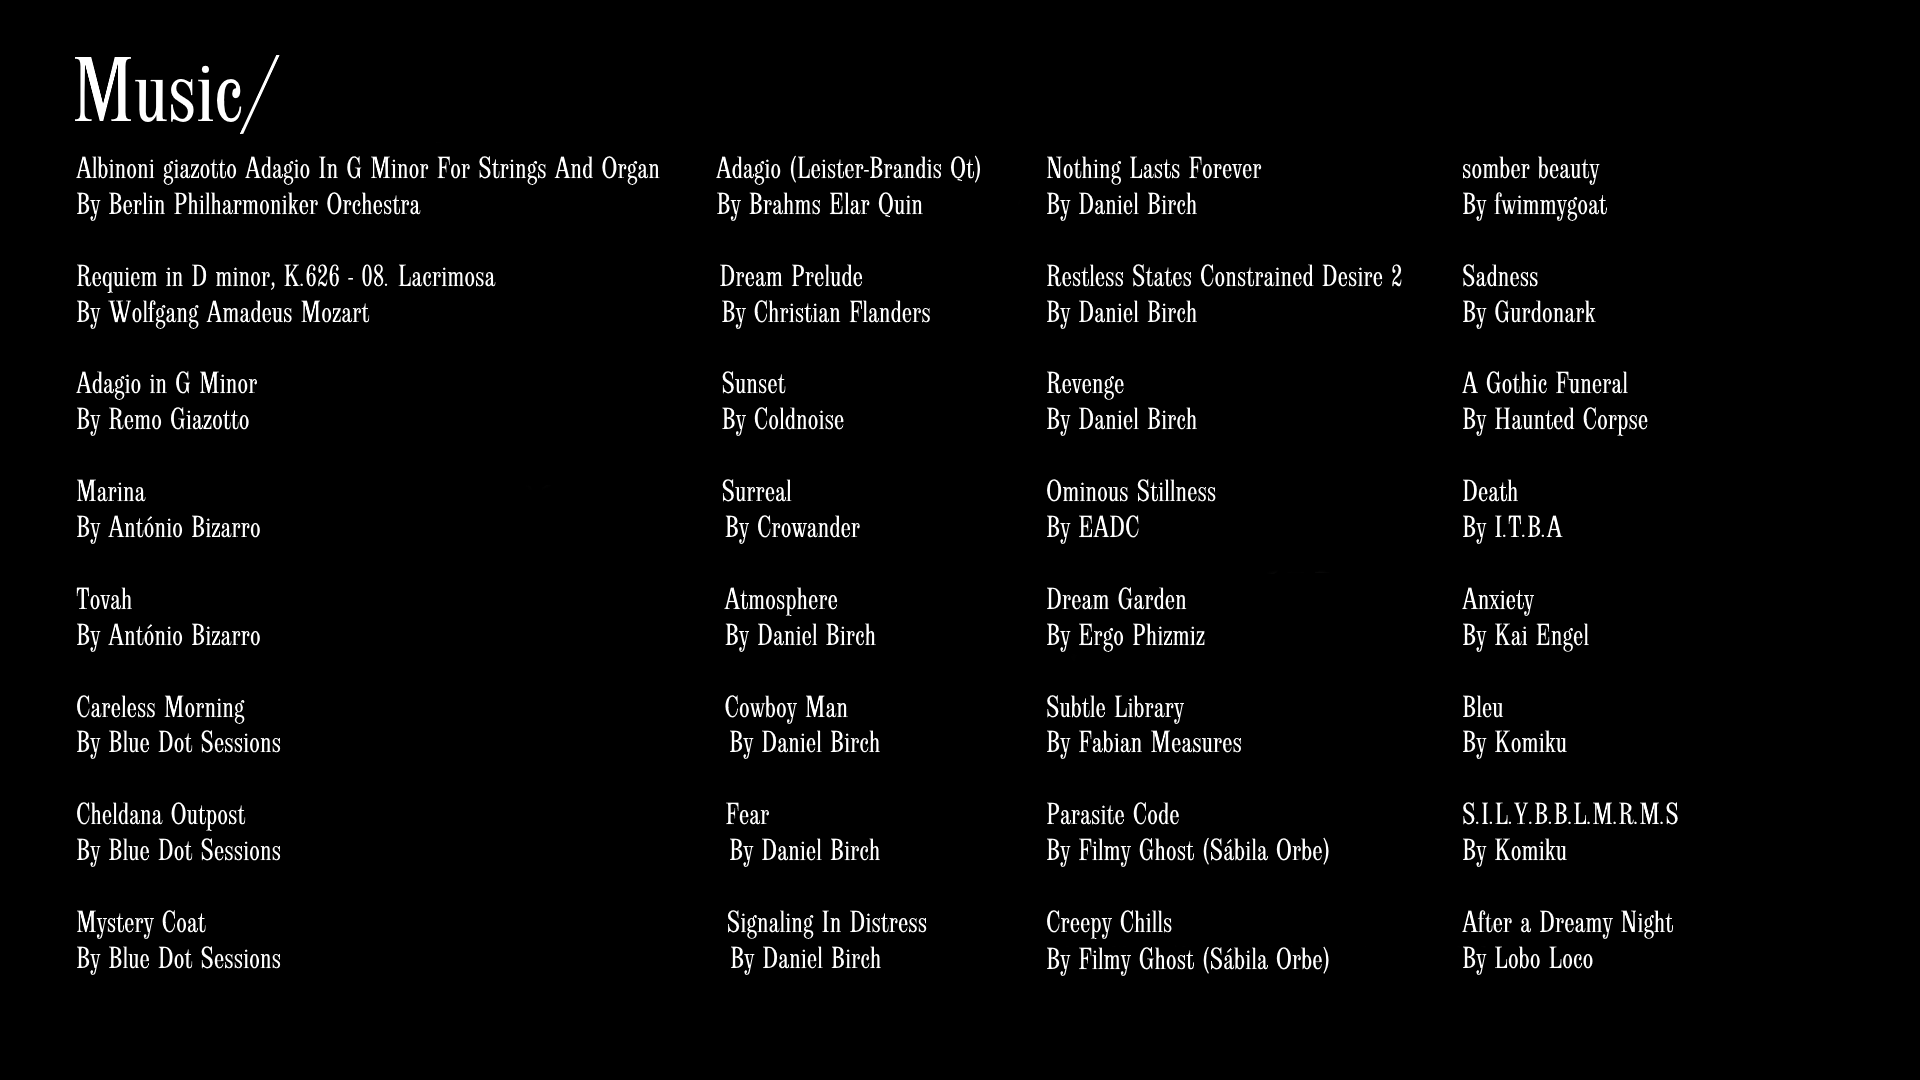 Music/
Albinoni giazotto Adagio In G Minor For Strings And Organ
By Berlin Philharmoniker Orchestra
Requiem in D minor, K.626 - 08. Lacrimosa
By Wolfgang Amadeus Mozart
Adagio in G Minor
By Remo Giazotto
Marina
By António Bizarro
Tovah
By António Bizarro
Careless Morning
By Blue Dot Sessions
Cheldana Outpost
By Blue Dot Sessions
Mystery Coat
By Blue Dot Sessions
Adagio (Leister-Brandis Qt)
By Brahms Elar Quin
Dream Prelude
By Christian Flanders
Sunset
By Coldnoise
Surreal
By Crowander
Atmosphere
By Daniel Birch
Cowboy Man
By Daniel Birch
Fear
By Daniel Birch
Signaling In Distress
By Daniel Birch
Nothing Lasts Forever
By Daniel Birch
Restless States Constrained Desire 2
By Daniel Birch
Revenge
By Daniel Birch
Ominous Stillness
By EADC
Dream Garden
By Ergo Phizmiz
Subtle Library
By Fabian Measures
Parasite Code
By Filmy Ghost (Sábila Orbe)
Creepy Chills
By Filmy Ghost (Sábila Orbe)
somber beauty
By fwimmygoat
Sadness
By Gurdonark
A Gothic Funeral
By Haunted Corpse
Death
By I.T.B.A
Anxiety
By Kai Engel
Bleu
By Komiku
S.I.L.Y.B.B.L.M.R.M.S
By Komiku
After a Dreamy Night
By Lobo Loco